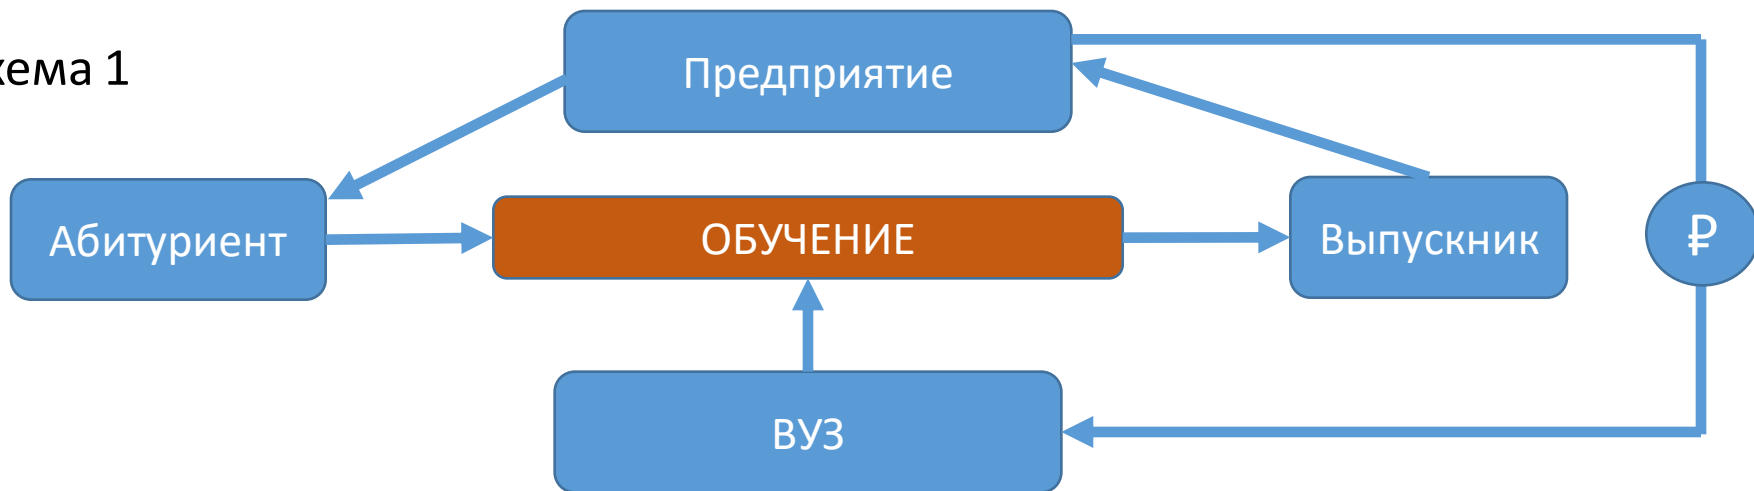 хема 1
Предприятие
Абитуриент
ОБУЧЕНИЕ
Выпускник
₽
ВУЗ